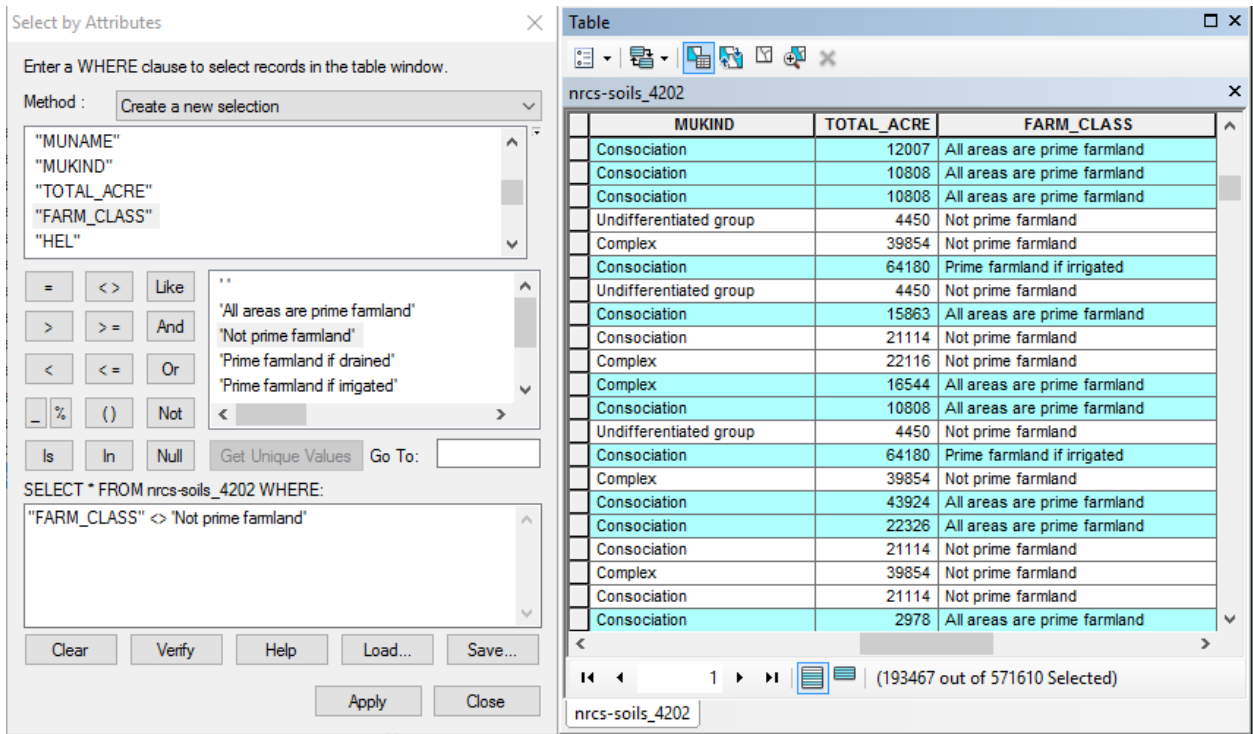 Select by Attributes
Enter a WHERE clause to select records in the table window.
Method : Create a new selection
"MUNAME"
"MUKIND"
"TOTAL_ACRE"
"FARM_CLASS"
"HEL"
= <> Like
> >= And
< <= Or
_ % () Not
Is In Null
' '
'All areas are prime farmland'
'Not prime farmland'
'Prime farmland if drained'
'Prime farmland if irrigated'
Get Unique Values Go To:
SELECT * FROM nrcs-soils_4202 WHERE:
"FARM_CLASS" <> 'Not prime farmland'
Clear Verify Help Load... Save...
Apply Close
Table
nrcs-soils_4202
MUKIND TOTAL_ACRE FARM_CLASS
Consociation 12007 All areas are prime farmland
Consociation 10808 All areas are prime farmland
Consociation 10808 All areas are prime farmland
Undifferentiated group 4450 Not prime farmland
Complex 39854 Not prime farmland
Consociation 64180 Prime farmland if irrigated
Undifferentiated group 4450 Not prime farmland
Consociation 15863 All areas are prime farmland
Consociation 21114 Not prime farmland
Complex 22116 Not prime farmland
Complex 16544 All areas are prime farmland
Consociation 10808 All areas are prime farmland
Undifferentiated group 4450 Not prime farmland
Consociation 64180 Prime farmland if irrigated
Complex 39854 Not prime farmland
Consociation 43924 All areas are prime farmland
Consociation 22326 All areas are prime farmland
Consociation 21114 Not prime farmland
Complex 39854 Not prime farmland
Consociation 21114 Not prime farmland
Consociation 2978 All areas are prime farmland
1 (193467 out of 571610 Selected)
nrcs-soils_4202